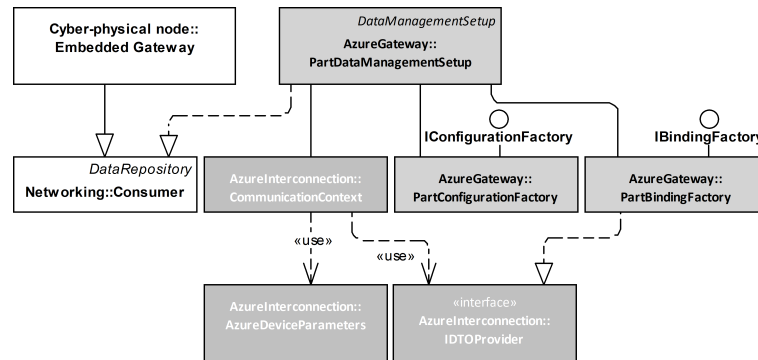 Cyber-physical node::
Embedded Gateway
DataManagementSetup
AzureGateway::
PartDataManagementSetup
IConfigurationFactory
IBindingFactory
DataRepository
Networking::Consumer
AzureInterconnection::
CommunicationContext
AzureGateway::
PartConfigurationFactory
AzureGateway::
PartBindingFactory
«use»
«use»
AzureInterconnection::
AzureDeviceParameters
«interface»
AzureInterconnection::
IDTOProvider